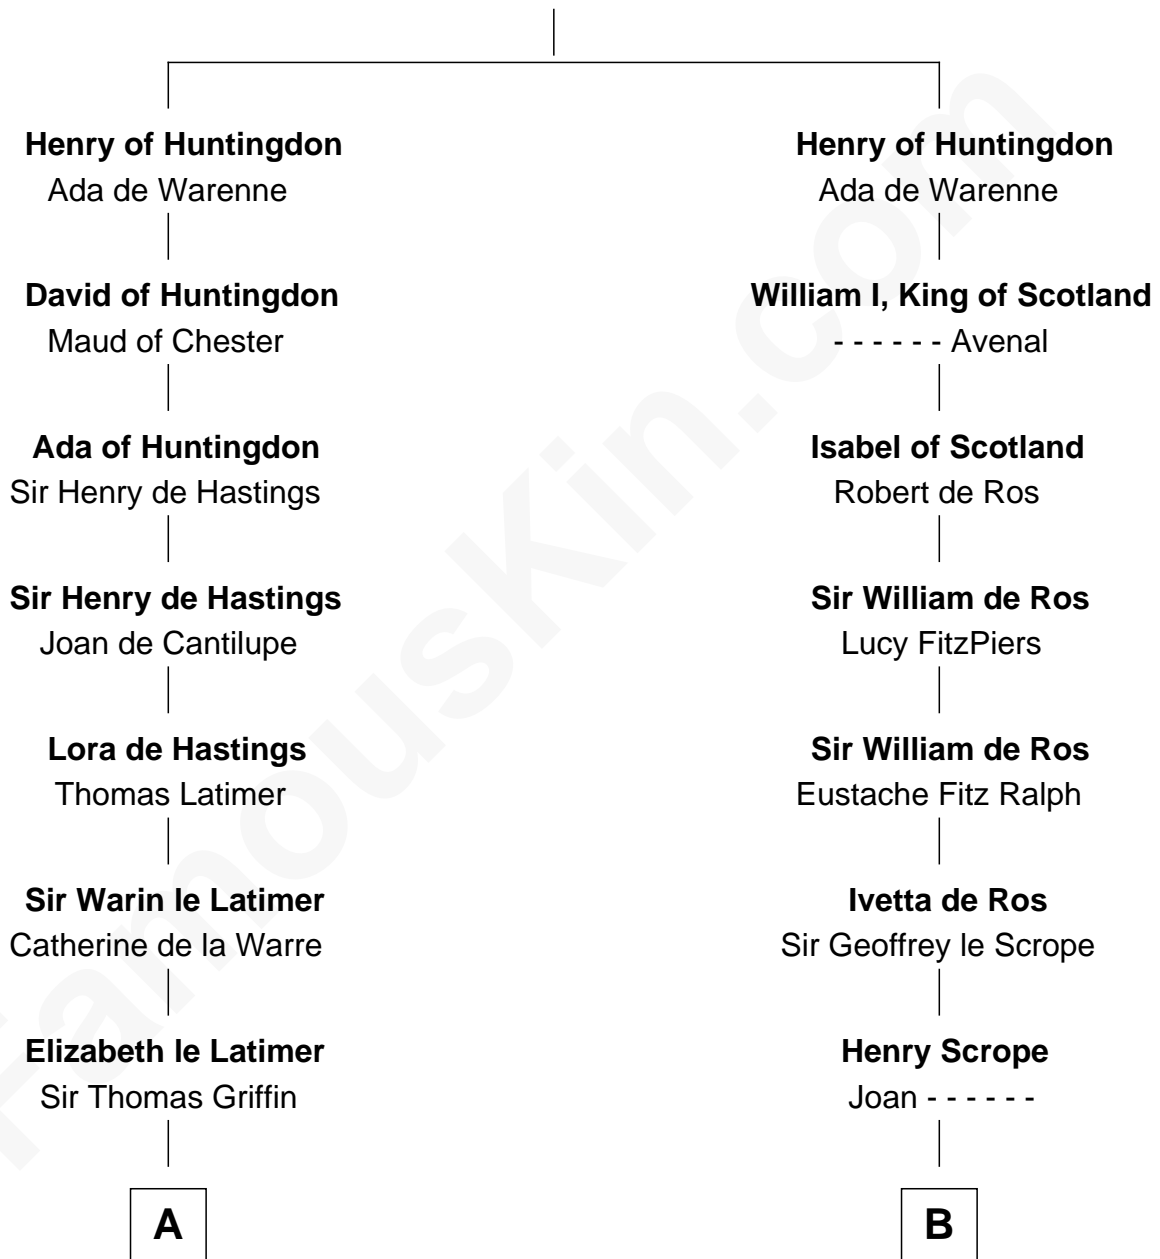 Henry of Huntingdon
Ada de Warenne
David of Huntingdon
Maud of Chester
Ada of Huntingdon
Sir Henry de Hastings
Sir Henry de Hastings
Joan de Cantilupe
Lora de Hastings
Thomas Latimer
Sir Warin le Latimer
Catherine de la Warre
Elizabeth le Latimer
Sir Thomas Griffin
A
Henry of Huntingdon
Ada de Warenne
William I, King of Scotland
- - - - - - Avenal
Isabel of Scotland
Robert de Ros
Sir William de Ros
Lucy FitzPiers
Sir William de Ros
Eustache Fitz Ralph
Ivetta de Ros
Sir Geoffrey le Scrope
Henry Scrope
Joan - - - - - -
B
FamousKin.com